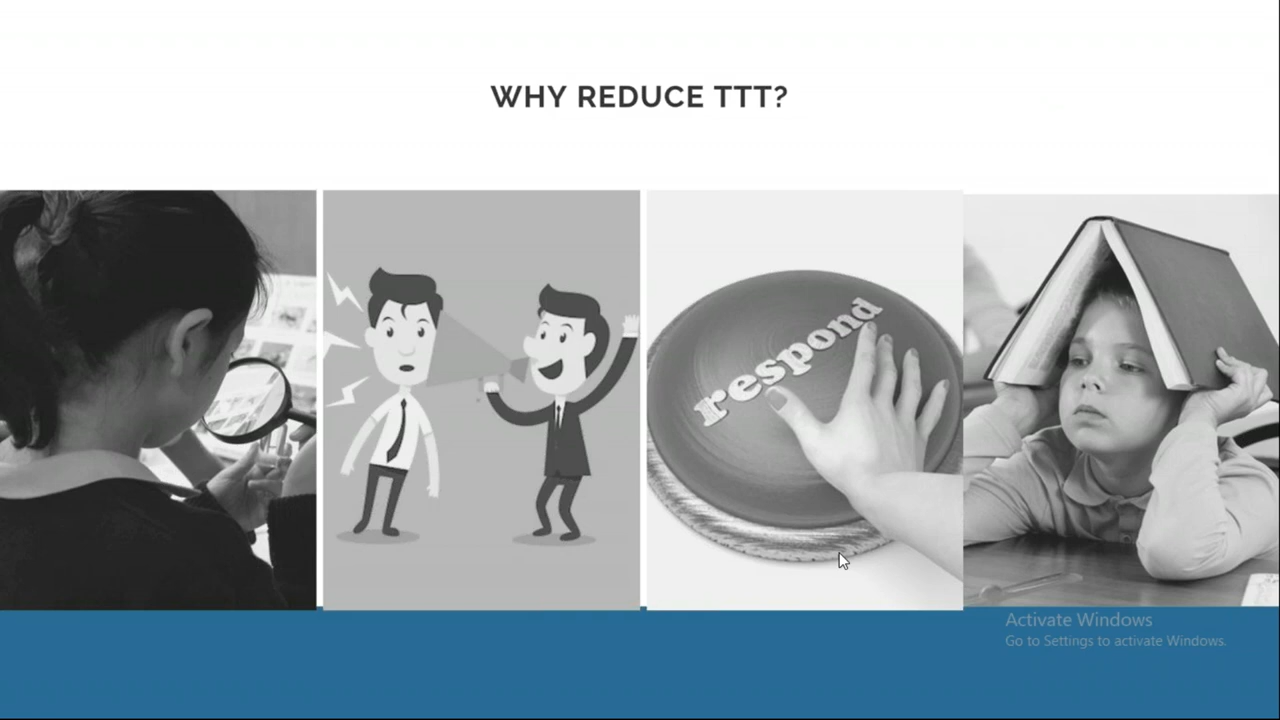 WHY REDUCE TTT?
respond
Activate Windows
Go to Settings to activate Windows.